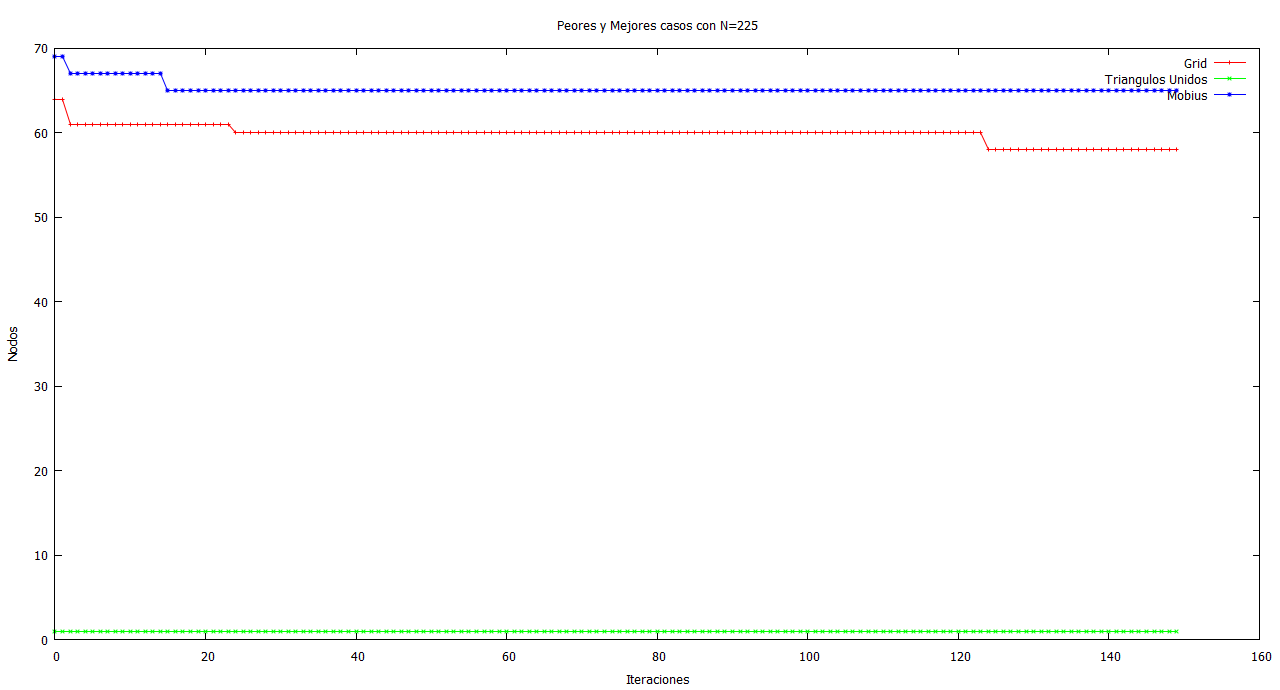 Peores y Mejores casos con N=225
70
60
50
40
30
20
10
0
Nodos
Grid
Triangulos Unidos
Mobius
0 20 40 60 80 100 120 140 160
Iteraciones